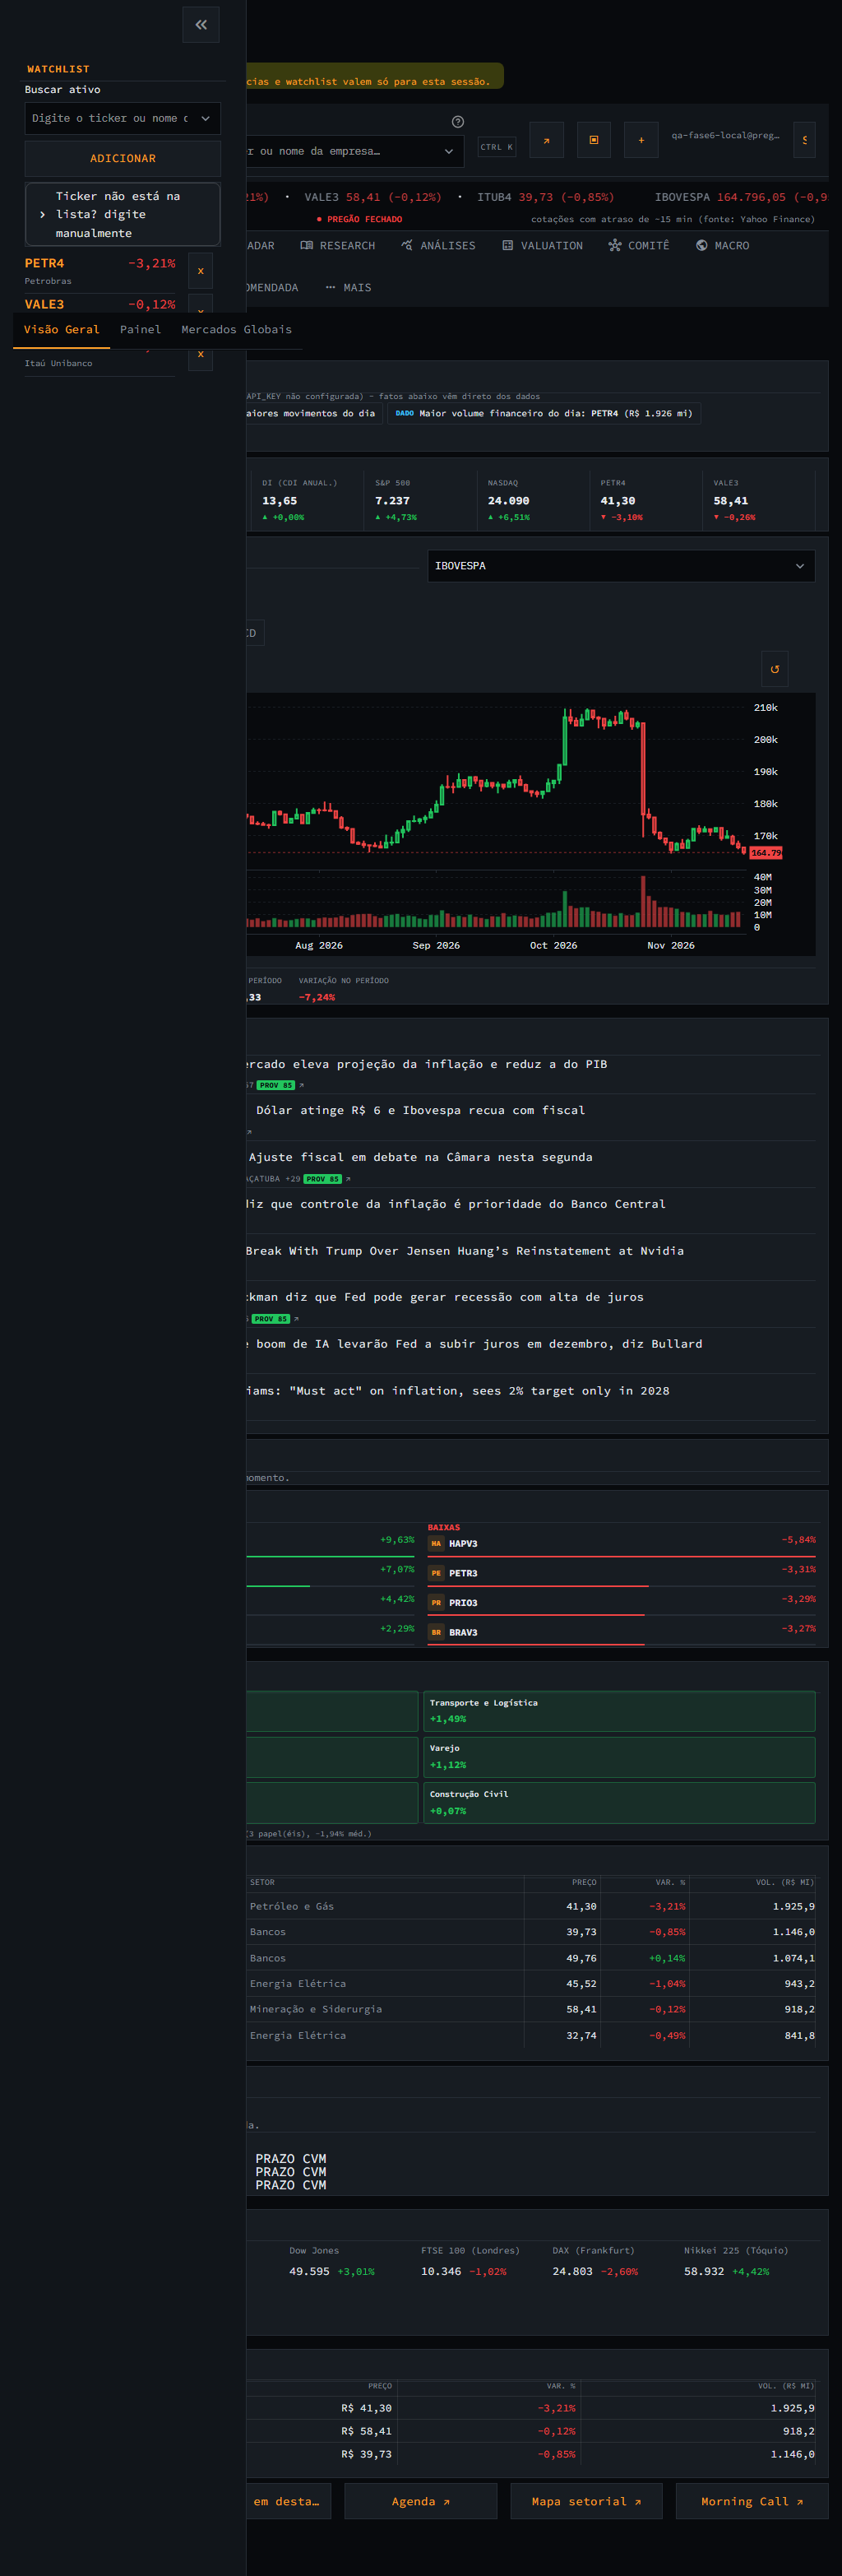 WATCHLIST
Buscar ativo
Digite o ticker ou nome
ADICIONAR
Ticker não está na
lista? digite
manualmente
PETR4 -3,21% x
Petrobras
VALE3 -0,12%
Visão Geral Painel Mercados Globais
Itaú Unibanco x
e watchlist valem só para esta sessão.
ou nome da empresa…
CTRL K
qa-fase6-local@preg…
VALE3 58,41 (-0,12%) • ITUB4 39,73 (-0,85%) IBOVESPA 164.796,05
• PREGÃO FECHADO
cotações com atraso de ~15 min (fonte: Yahoo Finance)
RESEARCH ANÁLISES VALUATION COMITÊ MACRO
MAIS
API_KEY não configurada) — fatos abaixo vêm direto dos dados
movimentos do dia
DADO Maior volume financeiro do dia: PETR4 (R$ 1.926 mi)
DI (CDI ANUAL.) S&P 500 NASDAQ PETR4 VALE3
13,65 7.237 24.090 41,30 58,41
▲ +0,00% ▲ +4,73% ▲ +6,51% ▼ -3,10% ▼ -0,26%
IBOVESPA
210k
200k
190k
180k
170k
40M
30M
20M
10M
0
Aug 2026 Sep 2026 Oct 2026 Nov 2026
PERÍODO VARIAÇÃO NO PERÍODO
,33 -7,24%
eleva projeção da inflação e reduz a do PIB
PROV 85 ↗
Dólar atinge R$ 6 e Ibovespa recua com fiscal
↗
Ajuste fiscal em debate na Câmara nesta segunda
+29 PROV 85 ↗
que controle da inflação é prioridade do Banco Central
Break With Trump Over Jensen Huang’s Reinstatement at Nvidia
diz que Fed pode gerar recessão com alta de juros
PROV 85 ↗
boom de IA levarão Fed a subir juros em dezembro, diz Bullard
"Must act" on inflation, sees 2% target only in 2028
momento.
BAIXAS
+9,63% HA HAPV3 -5,84%
+7,07% PE PETR3 -3,31%
+4,42% PR PRIO3 -3,29%
+2,29% BR BRAV3 -3,27%
Transporte e Logística
+1,49%
Varejo
+1,12%
Construção Civil
+0,07%
(3 papel(éis), -1,94% méd.)
SETOR PREÇO VAR. % VOL. (R$ MI)
Petróleo e Gás 41,30 -3,21% 1.925,9
Bancos 39,73 -0,85% 1.146,0
Bancos 49,76 +0,14% 1.074,1
Energia Elétrica 45,52 -1,04% 943,2
Mineração e Siderurgia 58,41 -0,12% 918,2
Energia Elétrica 32,74 -0,49% 841,8
PRAZO CVM
PRAZO CVM
PRAZO CVM
Dow Jones FTSE 100 (Londres) DAX (Frankfurt) Nikkei 225 (Tóquio)
49.595 +3,01% 10.346 -1,02% 24.803 -2,60% 58.932 +4,42%
PREÇO VAR. % VOL. (R$ MI)
R$ 41,30 -3,21% 1.925,9
R$ 58,41 -0,12% 918,2
R$ 39,73 -0,85% 1.146,0
em desta… Agenda ↗ Mapa setorial ↗ Morning Call ↗